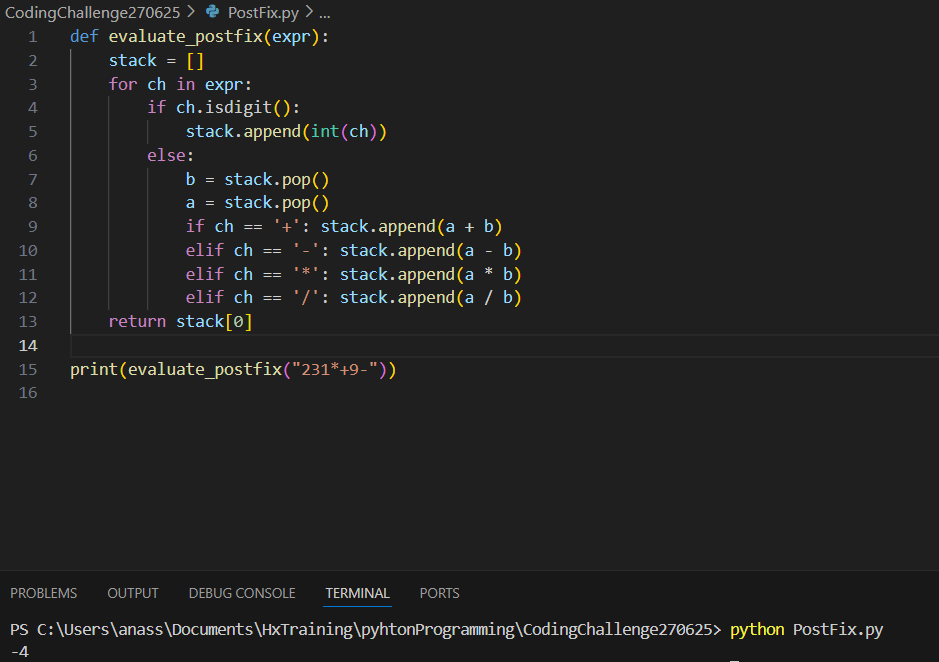 CodingChallenge270625 > PostFix.py > ...
1 def evaluate_postfix(expr):
2     stack = []
3     for ch in expr:
4         if ch.isdigit():
5             stack.append(int(ch))
6         else:
7             b = stack.pop()
8             a = stack.pop()
9             if ch == '+': stack.append(a + b)
10             elif ch == '-': stack.append(a - b)
11             elif ch == '*': stack.append(a * b)
12             elif ch == '/': stack.append(a / b)
13     return stack[0]
14
15 print(evaluate_postfix("231*+9-"))
16
PROBLEMS OUTPUT DEBUG CONSOLE TERMINAL PORTS
PS C:\Users\anass\Documents\HxTraining\pyhtonProgramming\CodingChallenge270625> python PostFix.py
-4